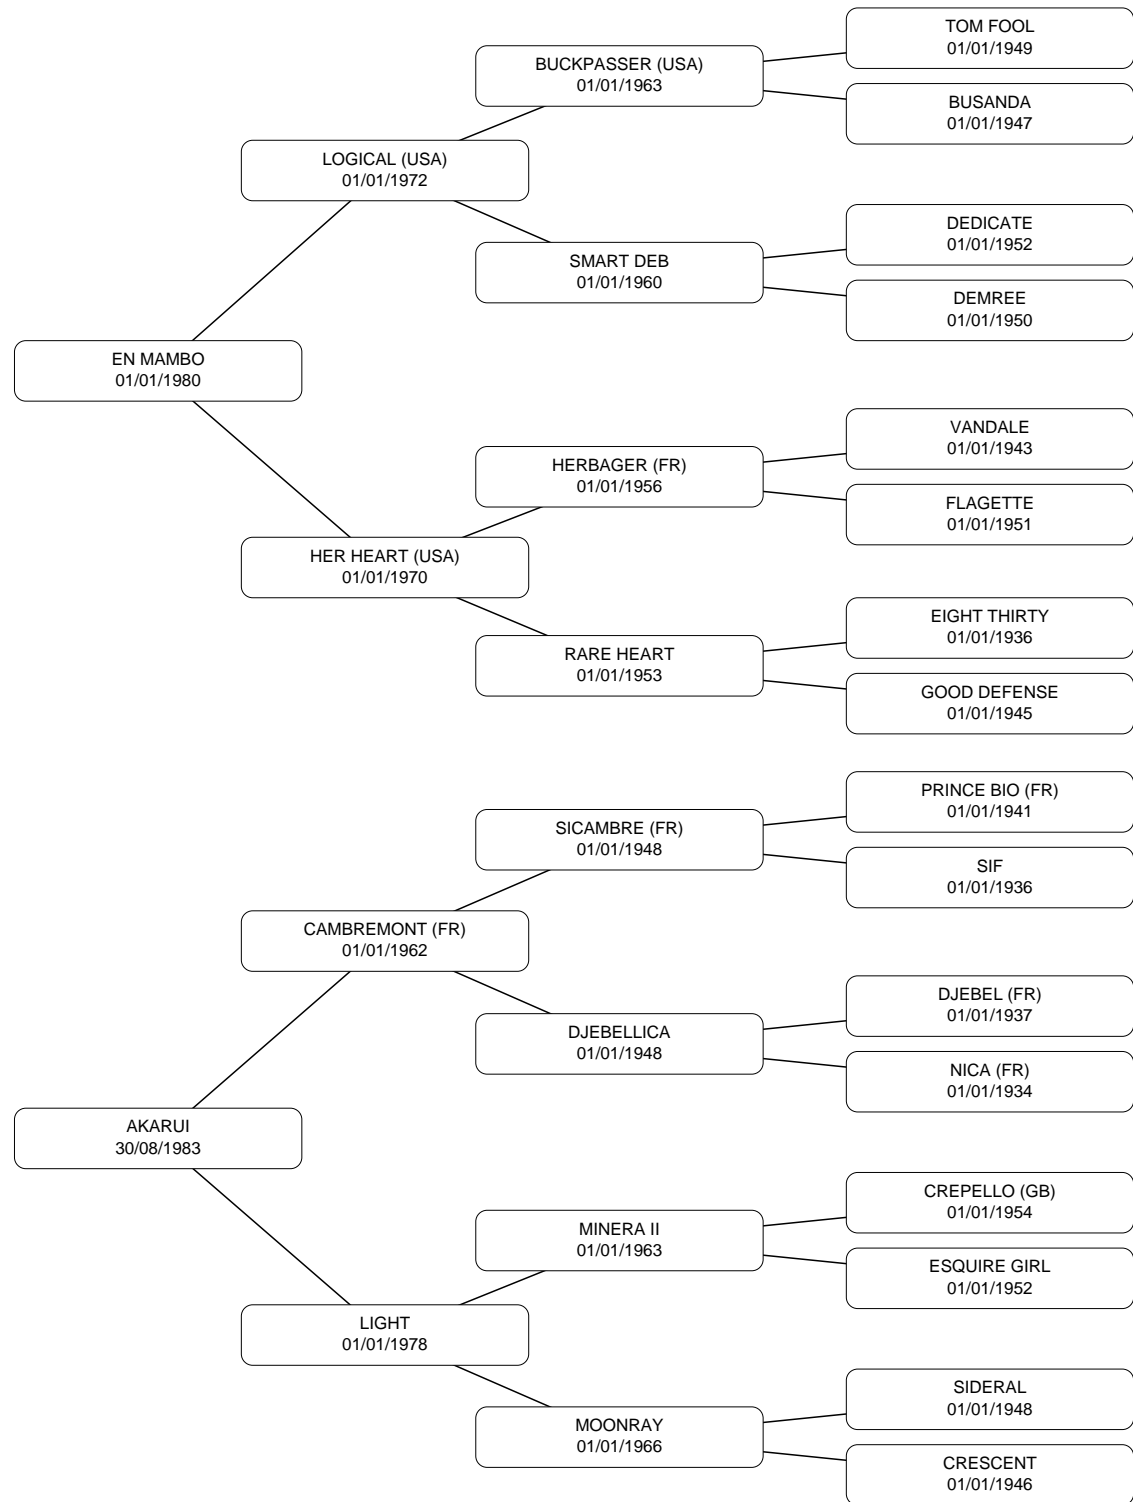 TOM FOOL
01/01/1949
BUCKPASSER (USA)
01/01/1963
BUSANDA
01/01/1947
LOGICAL (USA)
01/01/1972
DEDICATE
01/01/1952
SMART DEB
01/01/1960
DEMREE
01/01/1950
EN MAMBO
01/01/1980
VANDALE
01/01/1943
HERBAGER (FR)
01/01/1956
FLAGETTE
01/01/1951
HER HEART (USA)
01/01/1970
EIGHT THIRTY
01/01/1936
RARE HEART
01/01/1953
GOOD DEFENSE
01/01/1945
PRINCE BIO (FR)
01/01/1941
SICAMBRE (FR)
01/01/1948
SIF
01/01/1936
CAMBREMONT (FR)
01/01/1962
DJEBEL (FR)
01/01/1937
DJEBELLICA
01/01/1948
NICA (FR)
01/01/1934
AKARUI
30/08/1983
CREPELLO (GB)
01/01/1954
MINERA II
01/01/1963
ESQUIRE GIRL
01/01/1952
LIGHT
01/01/1978
SIDERAL
01/01/1948
MOONRAY
01/01/1966
CRESCENT
01/01/1946